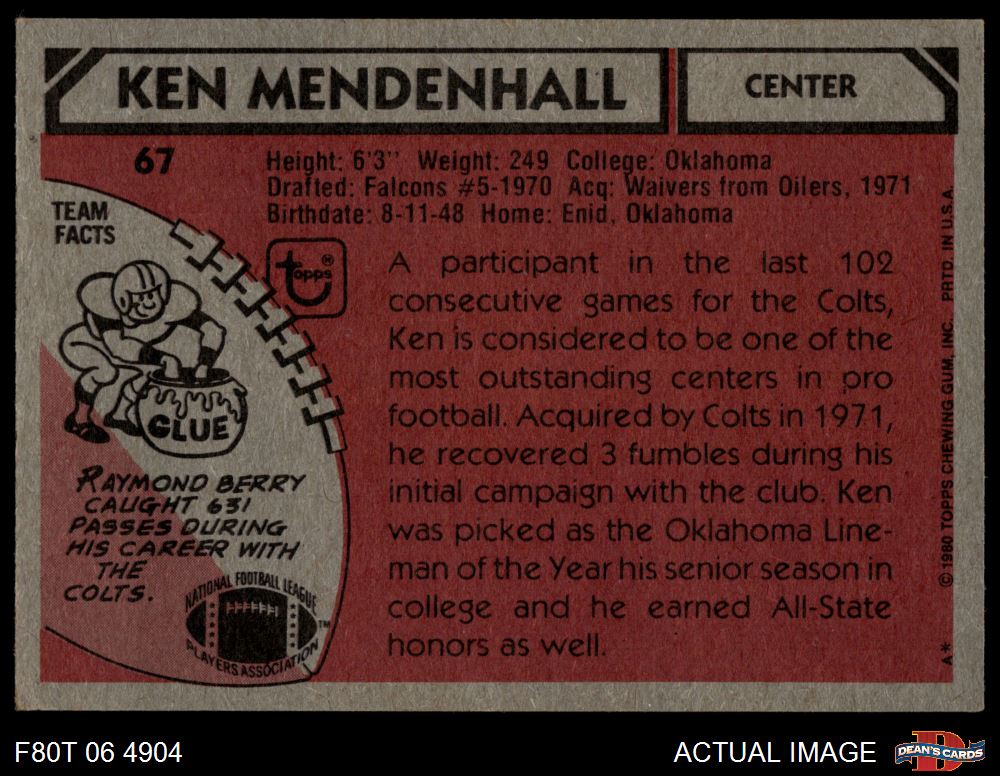 KEN MENDENHALL
CENTER
67
Height: 6'3'' Weight: 249 College: Oklahoma
Drafted: Falcons #5-1970 Acq: Waivers from Oilers, 1971
Birthdate: 8-11-48 Home: Enid, Oklahoma
TEAM
FACTS
topps®
GLUE
RAYMOND BERRY
CAUGHT 631
PASSES DURING
HIS CAREER WITH
THE
COLTS.
NATIONAL FOOTBALL LEAGUE
PLAYERS ASSOCIATION
TM
A participant in the last 102
consecutive games for the Colts,
Ken is considered to be one of the
most outstanding centers in pro
football. Acquired by Colts in 1971,
he recovered 3 fumbles during his
initial campaign with the club. Ken
was picked as the Oklahoma Line-
man of the Year his senior season in
college and he earned All-State
honors as well.
A* © 1980 TOPPS CHEWING GUM, INC. PRTD. IN U.S.A.
F80T 06 4904
ACTUAL IMAGE
D
DEAN'S CARDS